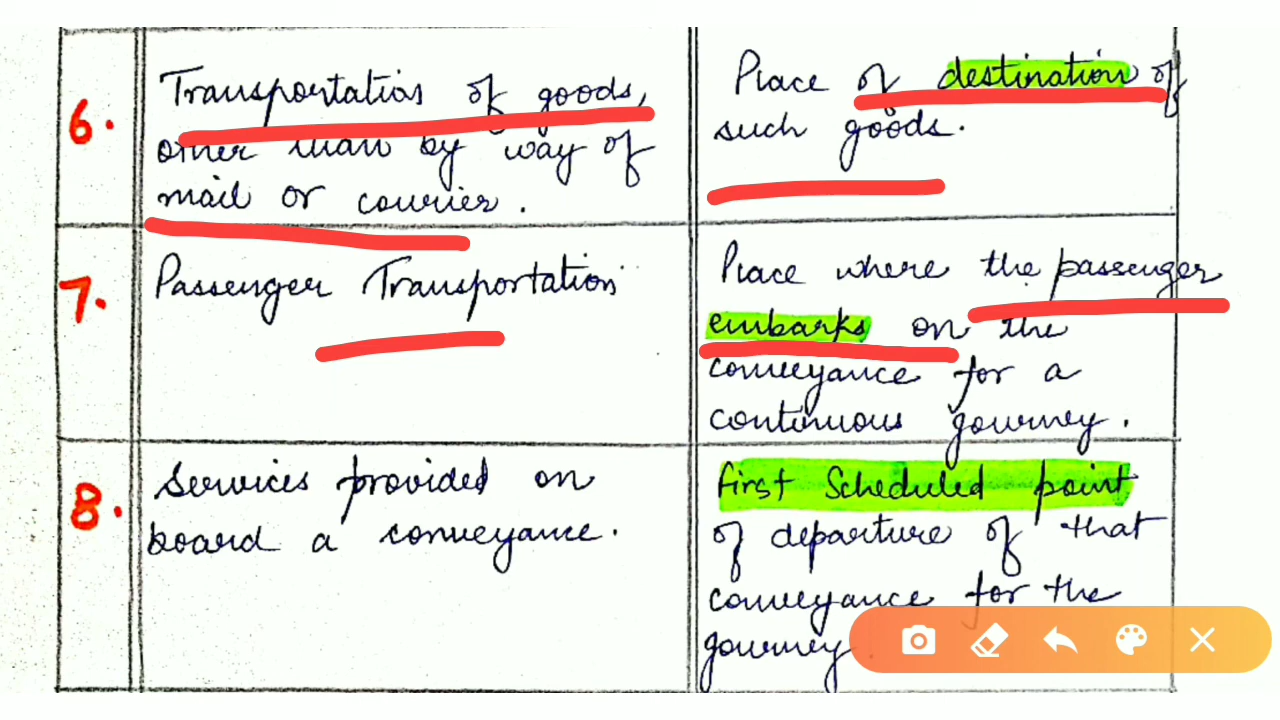 6.
Transportation of goods,
other than by way of
mail or courier.
Place of destination of
such goods.
7.
Passenger Transportation
Place where the passenger
embarks on the
conveyance for a
continuous journey.
8.
Services provided on
board a conveyance.
First Scheduled point
of departure of that
conveyance for the
journey.